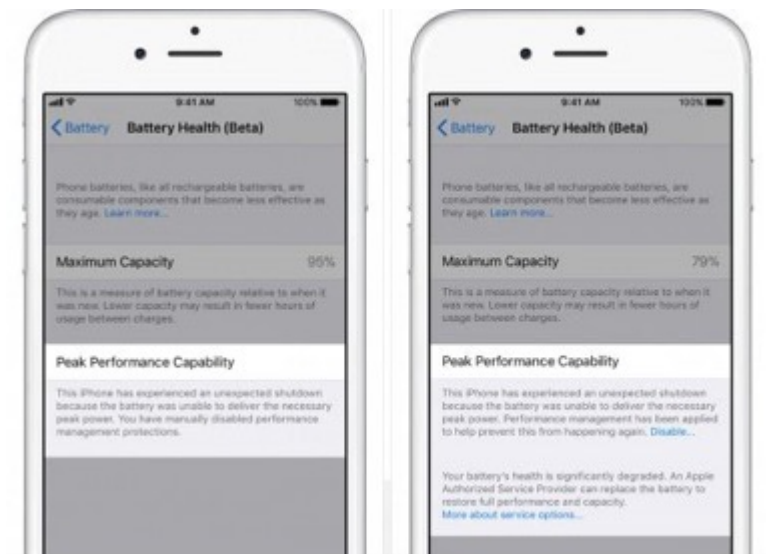 9:41 AM 100%
Battery Battery Health (Beta)
Phone batteries, like all rechargeable batteries, are
consumable components that become less effective as
they age. Learn more...
Maximum Capacity 95%
This is a measure of battery capacity relative to when it
was new. Lower capacity may result in fewer hours of
usage between charges.
Peak Performance Capability
This iPhone has experienced an unexpected shutdown
because the battery was unable to deliver the necessary
peak power. You have manually disabled performance
management protections.
9:41 AM 100%
Battery Battery Health (Beta)
Phone batteries, like all rechargeable batteries, are
consumable components that become less effective as
they age. Learn more...
Maximum Capacity 79%
This is a measure of battery capacity relative to when it
was new. Lower capacity may result in fewer hours of
usage between charges.
Peak Performance Capability
This iPhone has experienced an unexpected shutdown
because the battery was unable to deliver the necessary
peak power. Performance management has been applied
to help prevent this from happening again. Disable...
Your battery's health is significantly degraded. An Apple
Authorized Service Provider can replace the battery to
restore full performance and capacity.
More about service options...